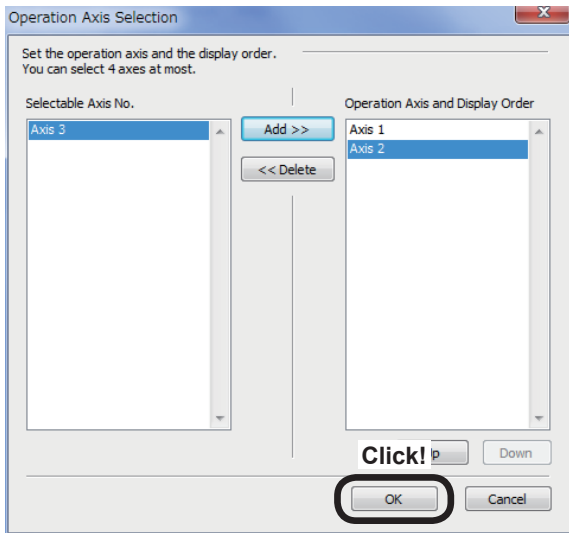 Operation Axis Selection
Set the operation axis and the display order.
You can select 4 axes at most.
Selectable Axis No.
Operation Axis and Display Order
Axis 3
Add >>
Axis 1
Axis 2
<< Delete
Click!
Down
OK
Cancel